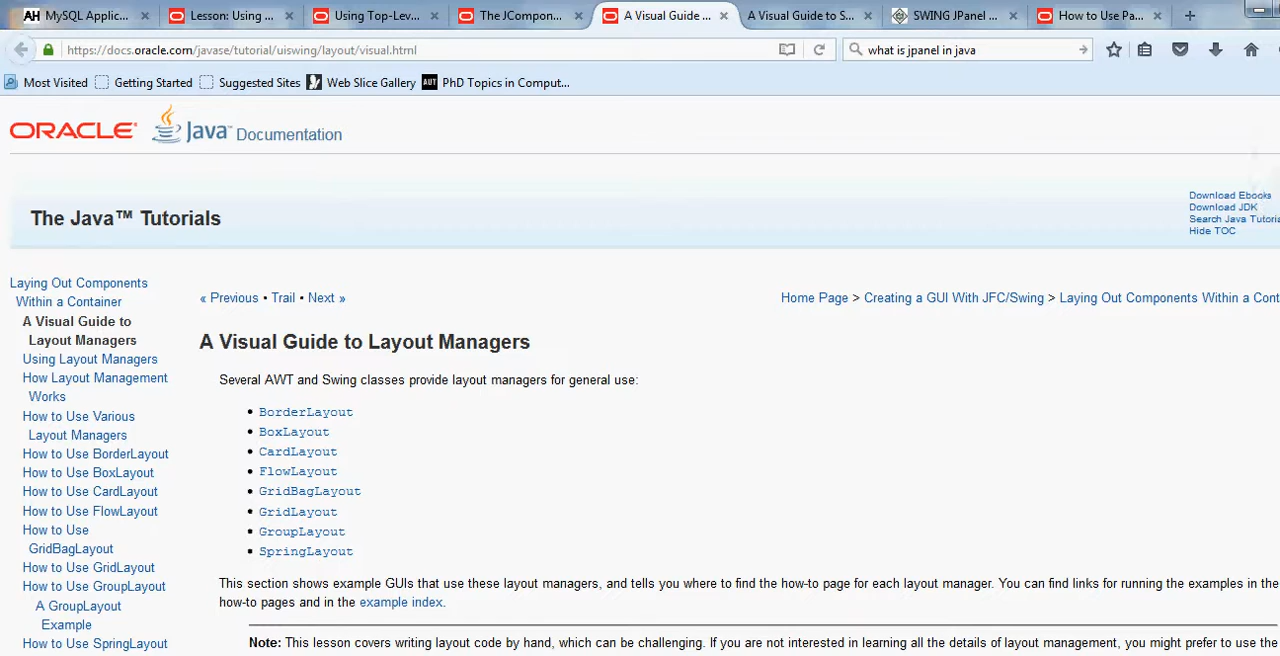 MySQL Applic...
Lesson: Using ...
Using Top-Lev...
The JCompon...
A Visual Guide ...
A Visual Guide to S...
SWING JPanel ...
How to Use Pa...
https://docs.oracle.com/javase/tutorial/uiswing/layout/visual.html
what is jpanel in java
Most Visited
Getting Started
Suggested Sites
Web Slice Gallery
PhD Topics in Comput...
ORACLE
Java™ Documentation
The Java™ Tutorials
Download Ebooks
Download JDK
Search Java Tutoria
Hide TOC
Laying Out Components
Within a Container
A Visual Guide to
Layout Managers
Using Layout Managers
How Layout Management
Works
How to Use Various
Layout Managers
How to Use BorderLayout
How to Use BoxLayout
How to Use CardLayout
How to Use FlowLayout
How to Use
GridBagLayout
How to Use GridLayout
How to Use GroupLayout
A GroupLayout
Example
How to Use SpringLayout
« Previous • Trail • Next »
Home Page > Creating a GUI With JFC/Swing > Laying Out Components Within a Cont
A Visual Guide to Layout Managers
Several AWT and Swing classes provide layout managers for general use:
• BorderLayout
• BoxLayout
• CardLayout
• FlowLayout
• GridBagLayout
• GridLayout
• GroupLayout
• SpringLayout
This section shows example GUIs that use these layout managers, and tells you where to find the how-to page for each layout manager. You can find links for running the examples in the
how-to pages and in the example index.
Note: This lesson covers writing layout code by hand, which can be challenging. If you are not interested in learning all the details of layout management, you might prefer to use the